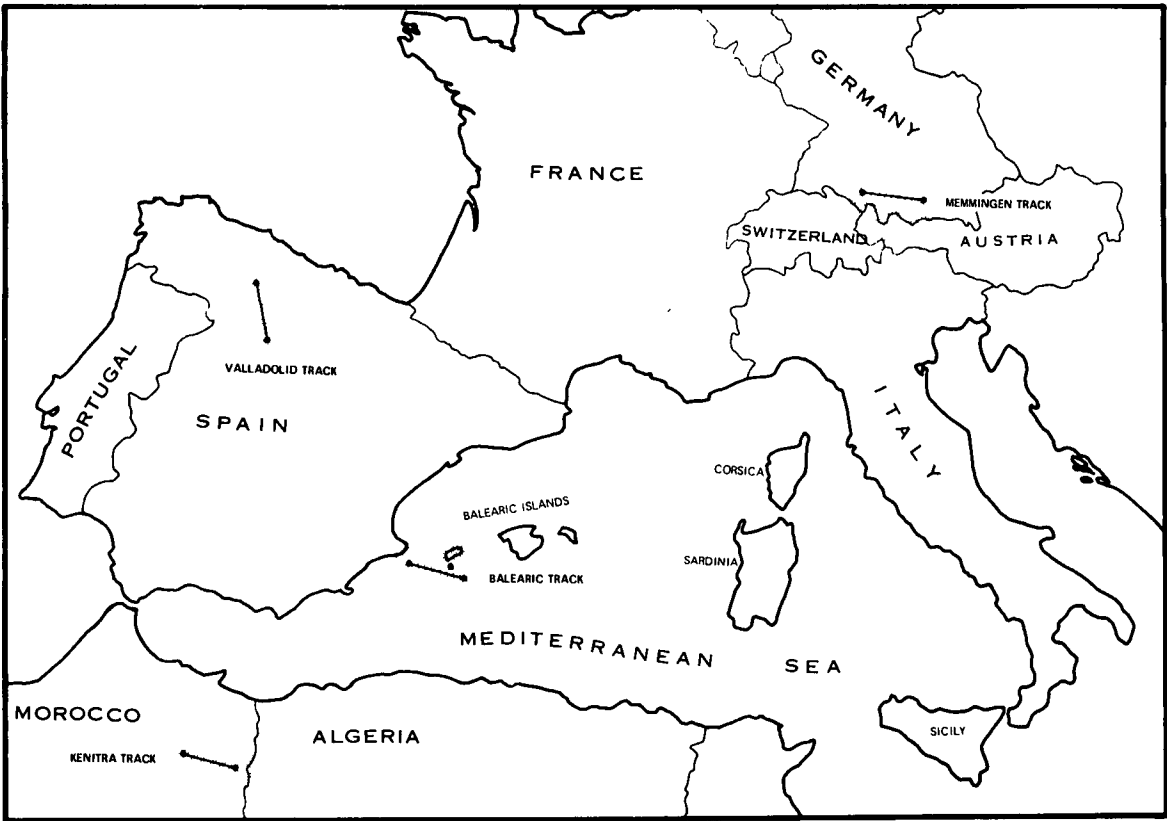 GERMANY
FRANCE
MEMMINGEN TRACK
SWITZERLAND
AUSTRIA
VALLADOLID TRACK
PORTUGAL
SPAIN
ITALY
CORSICA
BALEARIC ISLANDS
SARDINIA
BALEARIC TRACK
MEDITERRANEAN SEA
MOROCCO
ALGERIA
SICILY
KENITRA TRACK